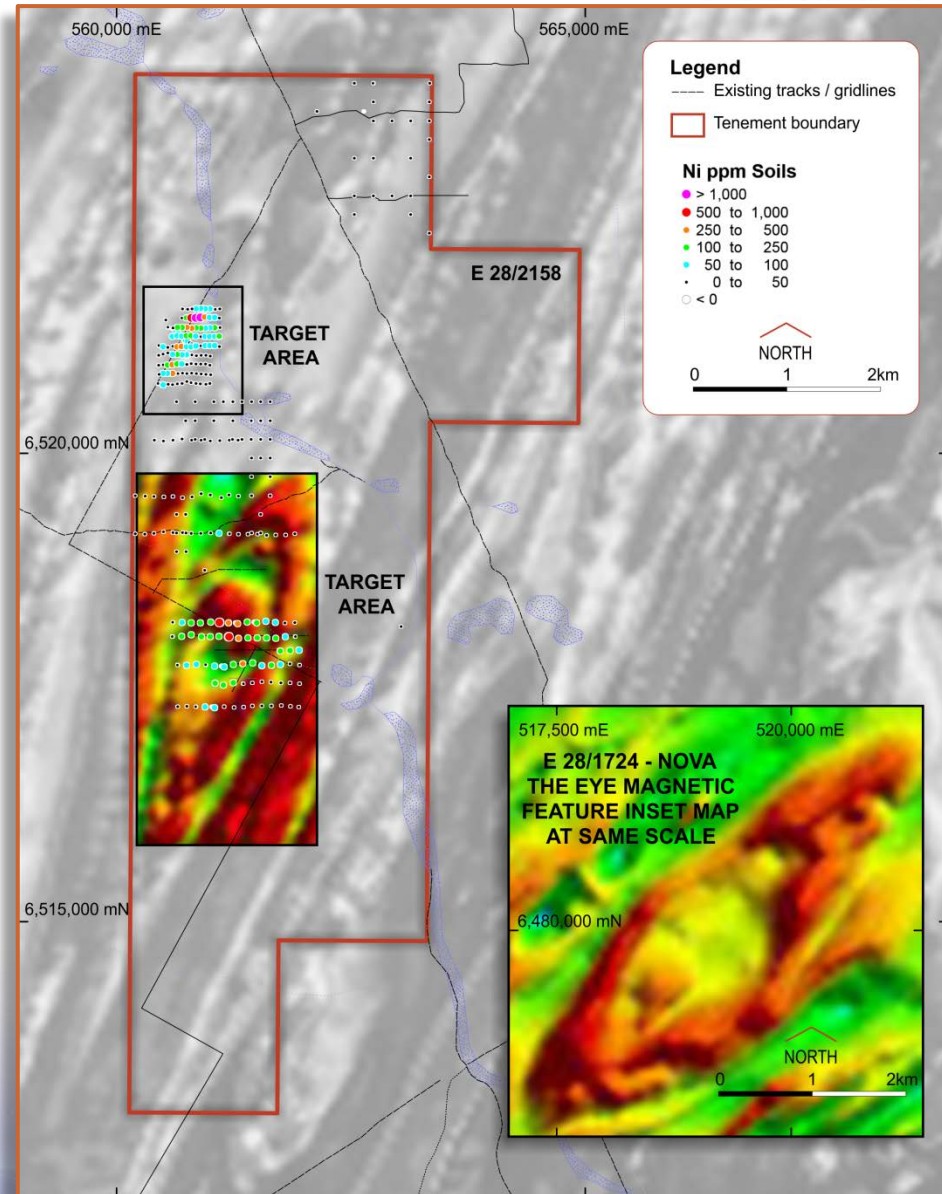 560,000 mE
565,000 mE
Legend
Existing tracks / gridlines
Tenement boundary
Ni ppm Soils
> 1,000
500 to 1,000
250 to 500
100 to 250
50 to 100
0 to 50
< 0
NORTH
0 1 2km
E 28/2158
TARGET
AREA
6,520,000 mN
TARGET
AREA
517,500 mE
520,000 mE
E 28/1724 - NOVA
THE EYE MAGNETIC
FEATURE INSET MAP
AT SAME SCALE
6,515,000 mN
6,480,000 mN
NORTH
0 1 2km